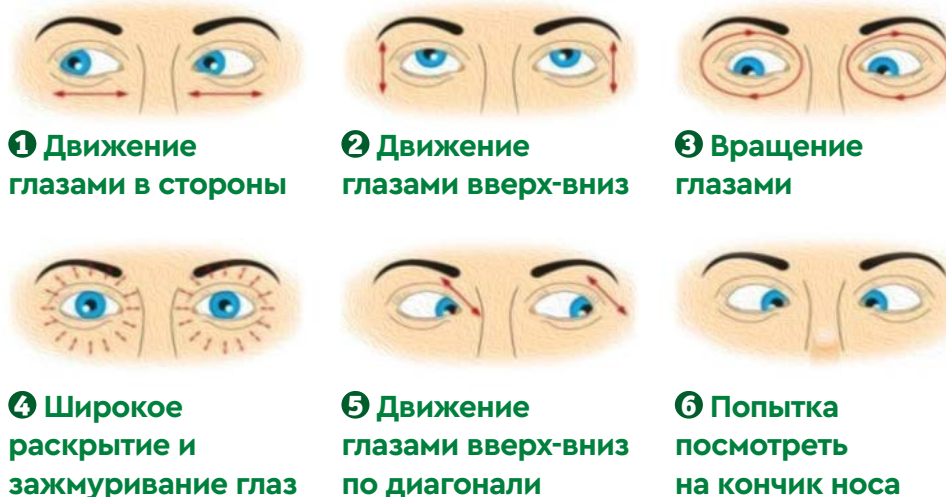 ❶ Движение
глазами в стороны
❷ Движение
глазами вверх-вниз
❸ Вращение
глазами
❹ Широкое
раскрытие и
зажмуривание глаз
❺ Движение
глазами вверх-вниз
по диагонали
❻ Попытка
посмотреть
на кончик носа